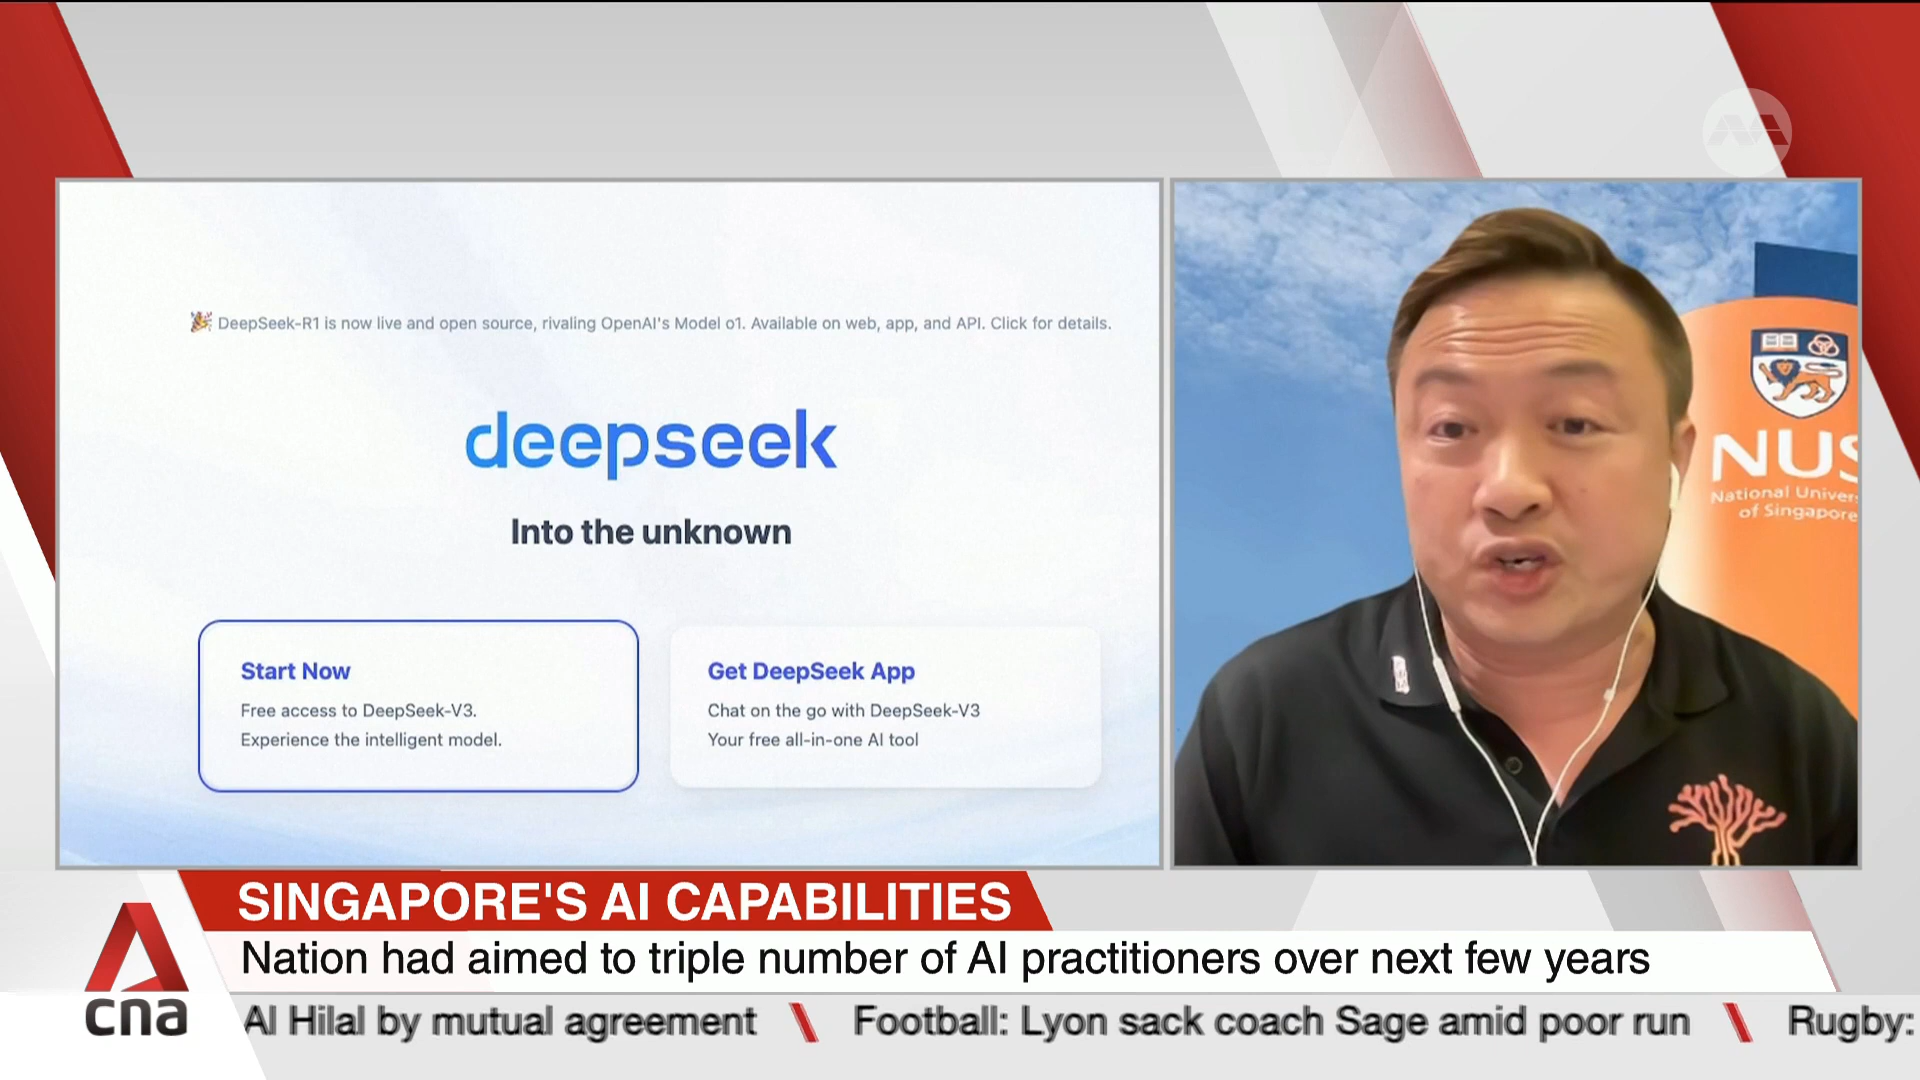 DeepSeek-R1 is now live and open source, rivaling OpenAI's Model o1. Available on web, app, and API. Click for details.
deepseek
Into the unknown
Start Now
Free access to DeepSeek-V3.
Experience the intelligent model.
Get DeepSeek App
Chat on the go with DeepSeek-V3
Your free all-in-one AI tool
NUS
National Univer
of Singapore
SINGAPORE'S AI CAPABILITIES
Nation had aimed to triple number of AI practitioners over next few years
cna
Al Hilal by mutual agreement
Football: Lyon sack coach Sage amid poor run
Rugby: